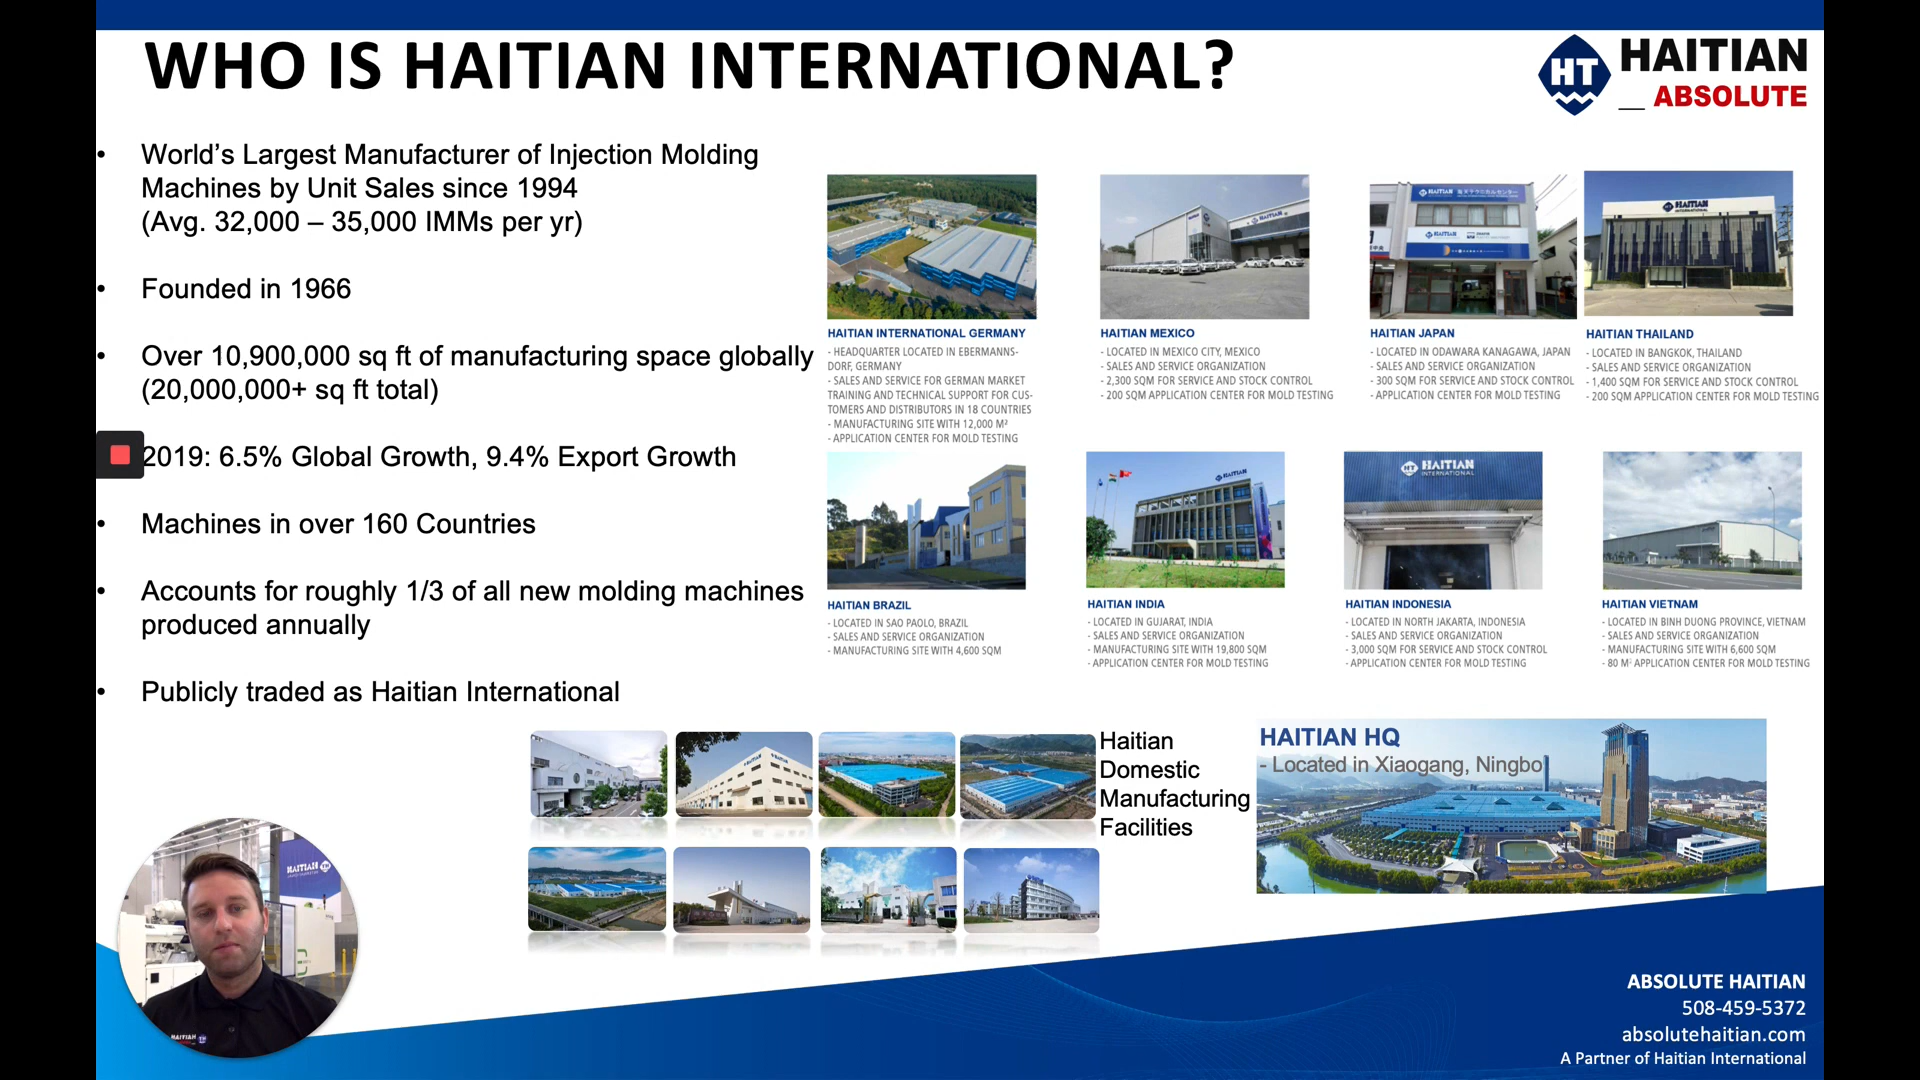 WHO IS HAITIAN INTERNATIONAL?
HT
HAITIAN
__ ABSOLUTE
• World’s Largest Manufacturer of Injection Molding
Machines by Unit Sales since 1994
(Avg. 32,000 – 35,000 IMMs per yr)
• Founded in 1966
• Over 10,900,000 sq ft of manufacturing space globally
(20,000,000+ sq ft total)
2019: 6.5% Global Growth, 9.4% Export Growth
• Machines in over 160 Countries
• Accounts for roughly 1/3 of all new molding machines
produced annually
• Publicly traded as Haitian International
HAITIAN INTERNATIONAL GERMANY
- HEADQUARTER LOCATED IN EBERMANNS-
DORF, GERMANY
- SALES AND SERVICE FOR GERMAN MARKET
TRAINING AND TECHNICAL SUPPORT FOR CUS-
TOMERS AND DISTRIBUTORS IN 18 COUNTRIES
- MANUFACTURING SITE WITH 12,000 M²
- APPLICATION CENTER FOR MOLD TESTING
HAITIAN MEXICO
- LOCATED IN MEXICO CITY, MEXICO
- SALES AND SERVICE ORGANIZATION
- 2,300 SQM FOR SERVICE AND STOCK CONTROL
- 200 SQM APPLICATION CENTER FOR MOLD TESTING
HAITIAN
HAITIAN
HAITIAN JAPAN
- LOCATED IN ODAWARA KANAGAWA, JAPAN
- SALES AND SERVICE ORGANIZATION
- 300 SQM FOR SERVICE AND STOCK CONTROL
- APPLICATION CENTER FOR MOLD TESTING
HAITIAN
INTERNATIONAL
HAITIAN THAILAND
- LOCATED IN BANGKOK, THAILAND
- SALES AND SERVICE ORGANIZATION
- 1,400 SQM FOR SERVICE AND STOCK CONTROL
- 200 SQM APPLICATION CENTER FOR MOLD TESTING
HAITIAN BRAZIL
- LOCATED IN SAO PAOLO, BRAZIL
- SALES AND SERVICE ORGANIZATION
- MANUFACTURING SITE WITH 4,600 SQM
HAITIAN
HAITIAN INDIA
- LOCATED IN GUJARAT, INDIA
- SALES AND SERVICE ORGANIZATION
- MANUFACTURING SITE WITH 19,800 SQM
- APPLICATION CENTER FOR MOLD TESTING
HT HAITIAN
INTERNATIONAL
HAITIAN INDONESIA
- LOCATED IN NORTH JAKARTA, INDONESIA
- SALES AND SERVICE ORGANIZATION
- 3,000 SQM FOR SERVICE AND STOCK CONTROL
- APPLICATION CENTER FOR MOLD TESTING
HAITIAN VIETNAM
- LOCATED IN BINH DUONG PROVINCE, VIETNAM
- SALES AND SERVICE ORGANIZATION
- MANUFACTURING SITE WITH 6,600 SQM
- 80 M² APPLICATION CENTER FOR MOLD TESTING
Haitian
Domestic
Manufacturing
Facilities
HAITIAN HQ
- Located in Xiaogang, Ningbo
HAITIAN
HAITIAN
ABSOLUTE HAITIAN
508-459-5372
absolutehaitian.com
A Partner of Haitian International